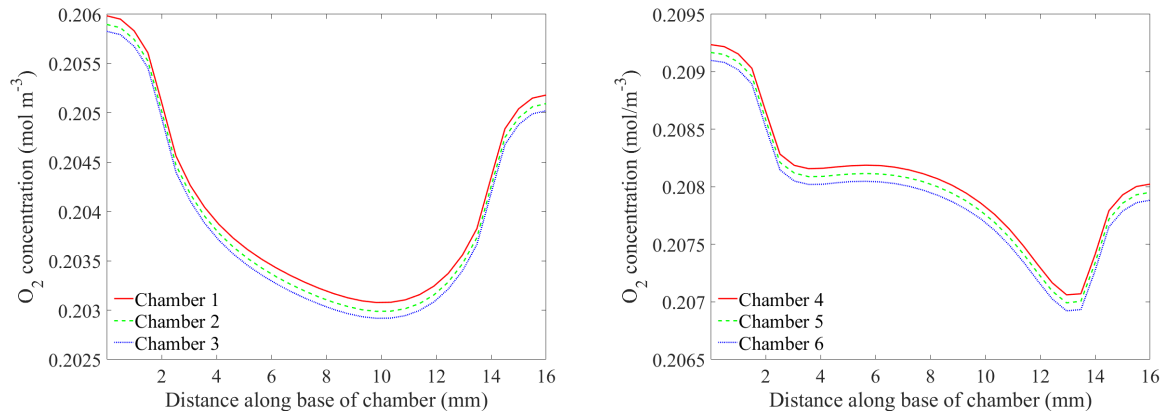 0.206
0.2055
0.205
0.2045
0.204
0.2035
0.203
0.2025
O₂ concentration (mol m⁻³)
Chamber 1
Chamber 2
Chamber 3
2 4 6 8 10 12 14 16
Distance along base of chamber (mm)
0.2095
0.209
0.2085
0.208
0.2075
0.207
0.2065
O₂ concentration (mol/m⁻³)
Chamber 4
Chamber 5
Chamber 6
2 4 6 8 10 12 14 16
Distance along base of chamber (mm)